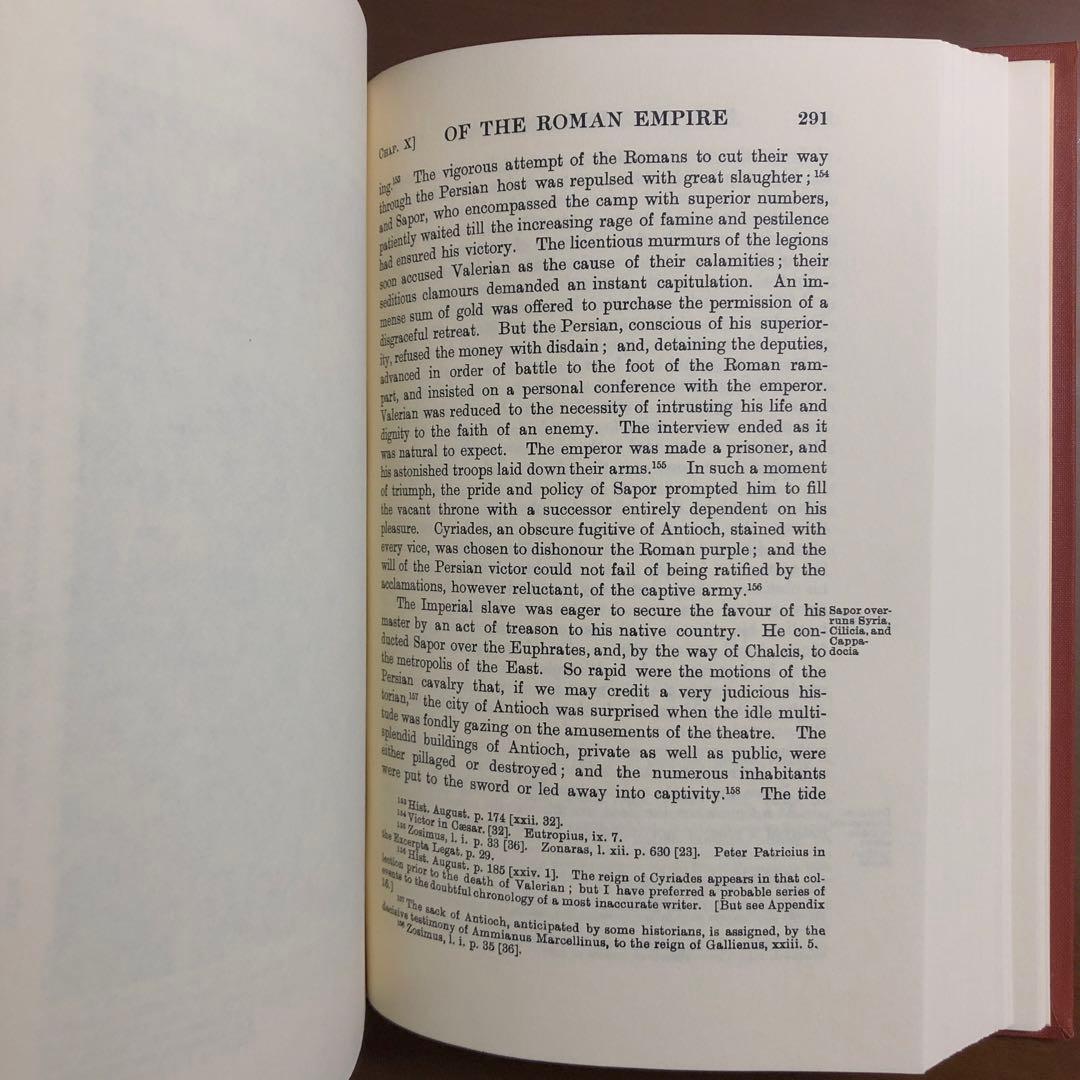 CHAP. X] OF THE ROMAN EMPIRE 291
ing.¹⁵³ The vigorous attempt of the Romans to cut their way
through the Persian host was repulsed with great slaughter;¹⁵⁴
and Sapor, who encompassed the camp with superior numbers,
patiently waited till the increasing rage of famine and pestilence
had ensured his victory. The licentious murmurs of the legions
soon accused Valerian as the cause of their calamities; their
seditious clamours demanded an instant capitulation. An im-
mense sum of gold was offered to purchase the permission of a
disgraceful retreat. But the Persian, conscious of his superior-
ity, refused the money with disdain; and, detaining the deputies,
advanced in order of battle to the foot of the Roman ram-
part, and insisted on a personal conference with the emperor.
Valerian was reduced to the necessity of intrusting his life and
dignity to the faith of an enemy. The interview ended as it
was natural to expect. The emperor was made a prisoner, and
his astonished troops laid down their arms.¹⁵⁵ In such a moment
of triumph, the pride and policy of Sapor prompted him to fill
the vacant throne with a successor entirely dependent on his
pleasure. Cyriades, an obscure fugitive of Antioch, stained with
every vice, was chosen to dishonour the Roman purple; and the
will of the Persian victor could not fail of being ratified by the
acclamations, however reluctant, of the captive army.¹⁵⁶
The Imperial slave was eager to secure the favour of his
master by an act of treason to his native country. He con-
ducted Sapor over the Euphrates, and, by the way of Chalcis, to
the metropolis of the East. So rapid were the motions of the
Persian cavalry that, if we may credit a very judicious his-
torian,¹⁵⁷ the city of Antioch was surprised when the idle multi-
tude was fondly gazing on the amusements of the theatre. The
splendid buildings of Antioch, private as well as public, were
either pillaged or destroyed; and the numerous inhabitants
were put to the sword or led away into captivity.¹⁵⁸ The tide
Sapor over-
runs Syria,
Cilicia, and
Cappa-
docia
¹⁵³ Hist. August. p. 174 [xxii. 32].
¹⁵⁴ Victor in Cæsar. [32]. Eutropius, ix. 7.
¹⁵⁵ Zosimus, l. i. p. 33 [36]. Zonaras, l. xii. p. 630 [23]. Peter Patricius in
the Excerpta Legat. p. 29.
¹⁵⁶ Hist. August. p. 185 [xxiv. 1]. The reign of Cyriades appears in that col-
lection prior to the death of Valerian; but I have preferred a probable series of
events to the doubtful chronology of a most inaccurate writer. [But see Appendix
16.]
¹⁵⁷ The sack of Antioch, anticipated by some historians, is assigned, by the
decisive testimony of Ammianus Marcellinus, to the reign of Gallienus, xxiii. 5.
¹⁵⁸ Zosimus, l. i. p. 35 [36].